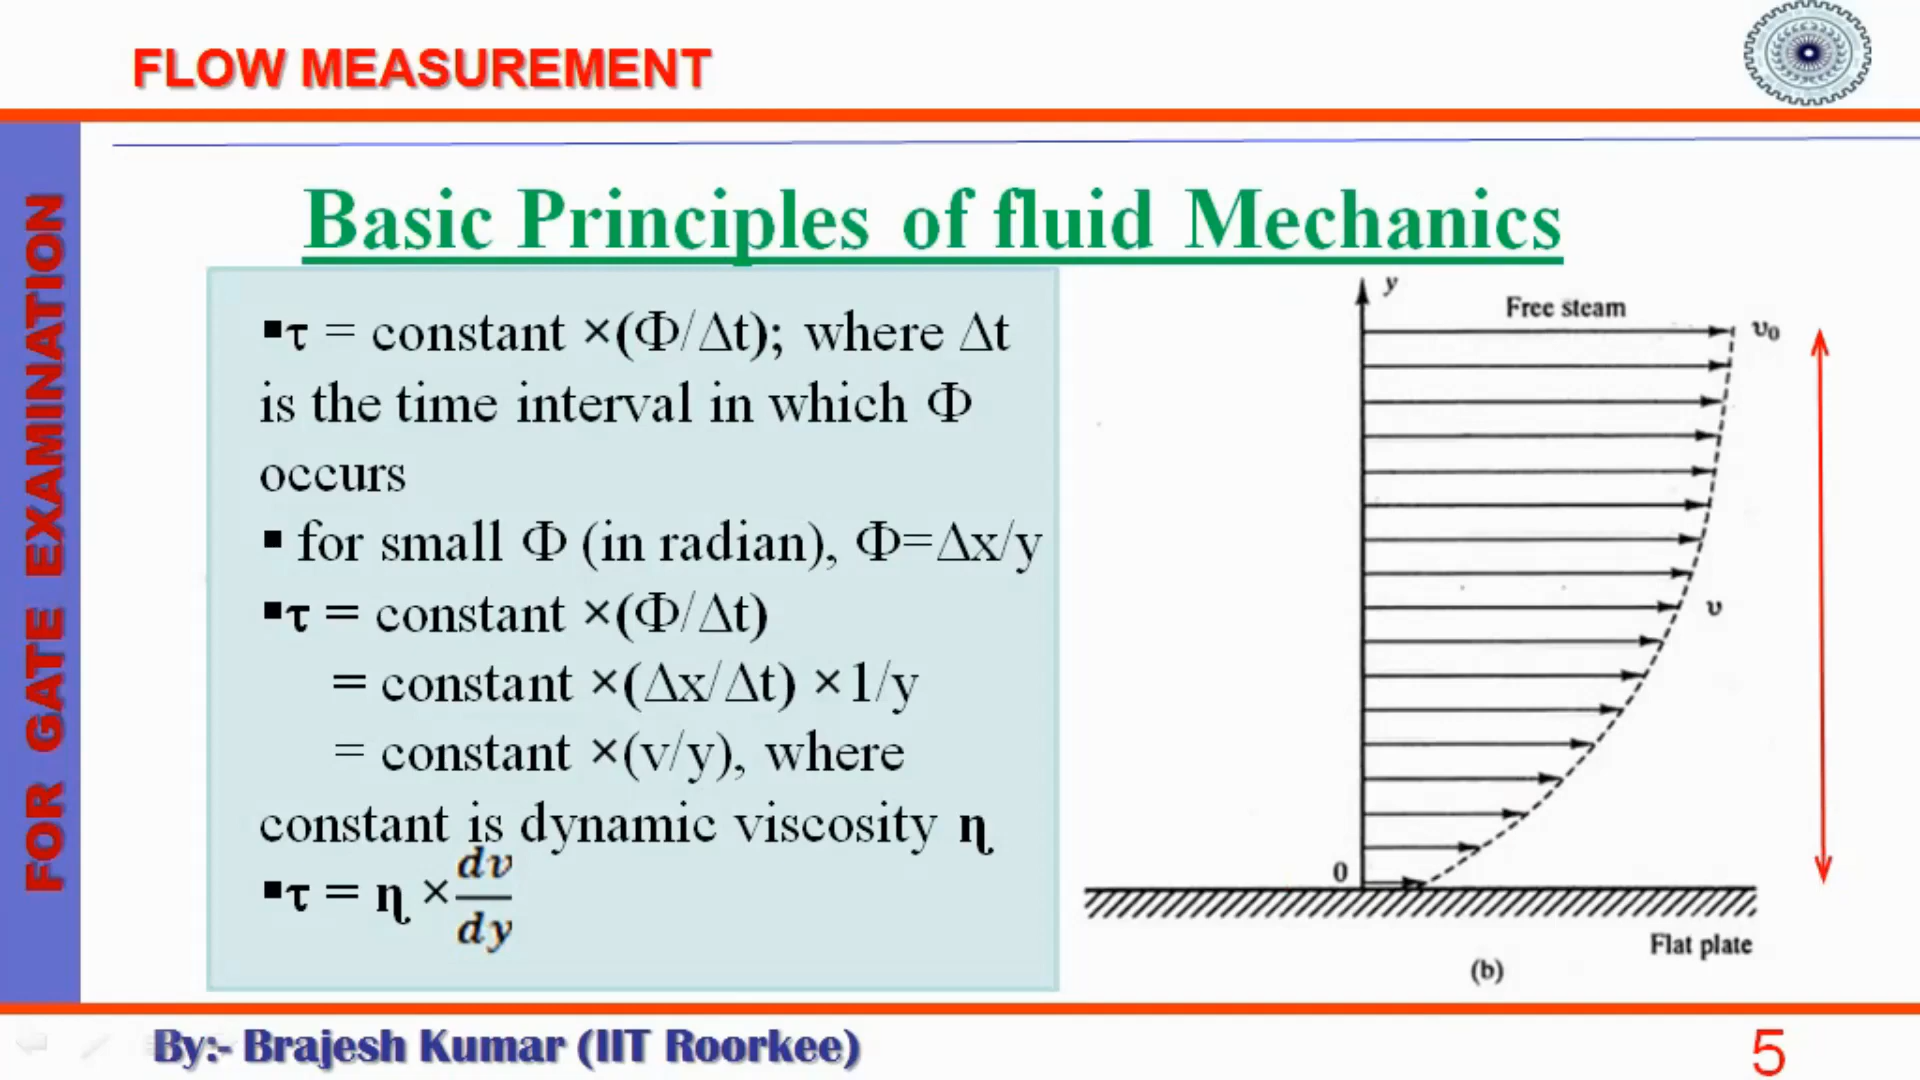 FLOW MEASUREMENT
FOR GATE EXAMINATION
Basic Principles of fluid Mechanics
▪τ = constant ×(Φ/Δt); where Δt
is the time interval in which Φ
occurs
▪ for small Φ (in radian), Φ=Δx/y
▪τ = constant ×(Φ/Δt)
= constant ×(Δx/Δt) ×1/y
= constant ×(v/y), where
constant is dynamic viscosity η
▪τ = η × dv/dy
y
Free steam
υ₀
υ
0
Flat plate
(b)
By:- Brajesh Kumar (IIT Roorkee)
5